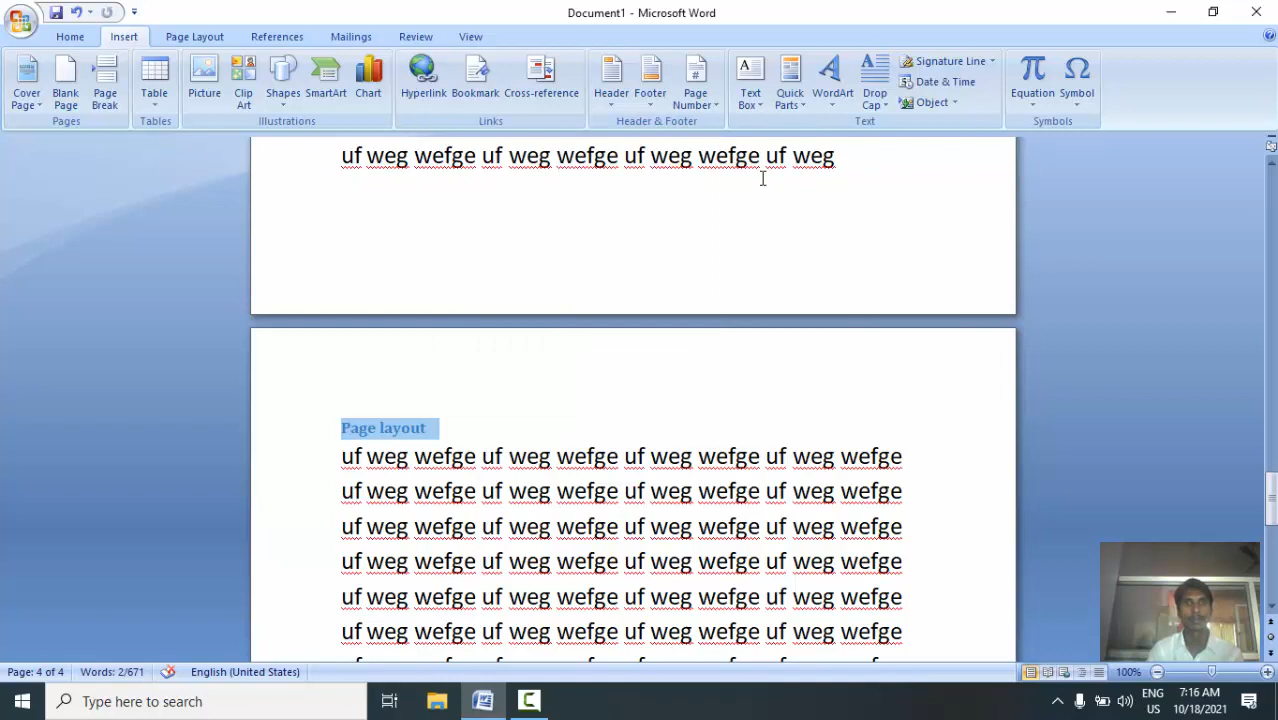 Document1 - Microsoft Word
Home Insert Page Layout References Mailings Review View
Cover Page Blank Page Page Break Table Picture Clip Art Shapes SmartArt Chart Hyperlink Bookmark Cross-reference Header Footer Page Number Text Box Quick Parts WordArt Drop Cap Signature Line Date & Time Object Equation Symbol
Pages Tables Illustrations Links Header & Footer Text Symbols
uf weg wefge uf weg wefge uf weg wefge uf weg
Page layout
uf weg wefge uf weg wefge uf weg wefge uf weg wefge
uf weg wefge uf weg wefge uf weg wefge uf weg wefge
uf weg wefge uf weg wefge uf weg wefge uf weg wefge
uf weg wefge uf weg wefge uf weg wefge uf weg wefge
uf weg wefge uf weg wefge uf weg wefge uf weg wefge
uf weg wefge uf weg wefge uf weg wefge uf weg wefge
Page: 4 of 4 Words: 2/671 English (United States) 100%
Type here to search ENG US 7:16 AM 10/18/2021